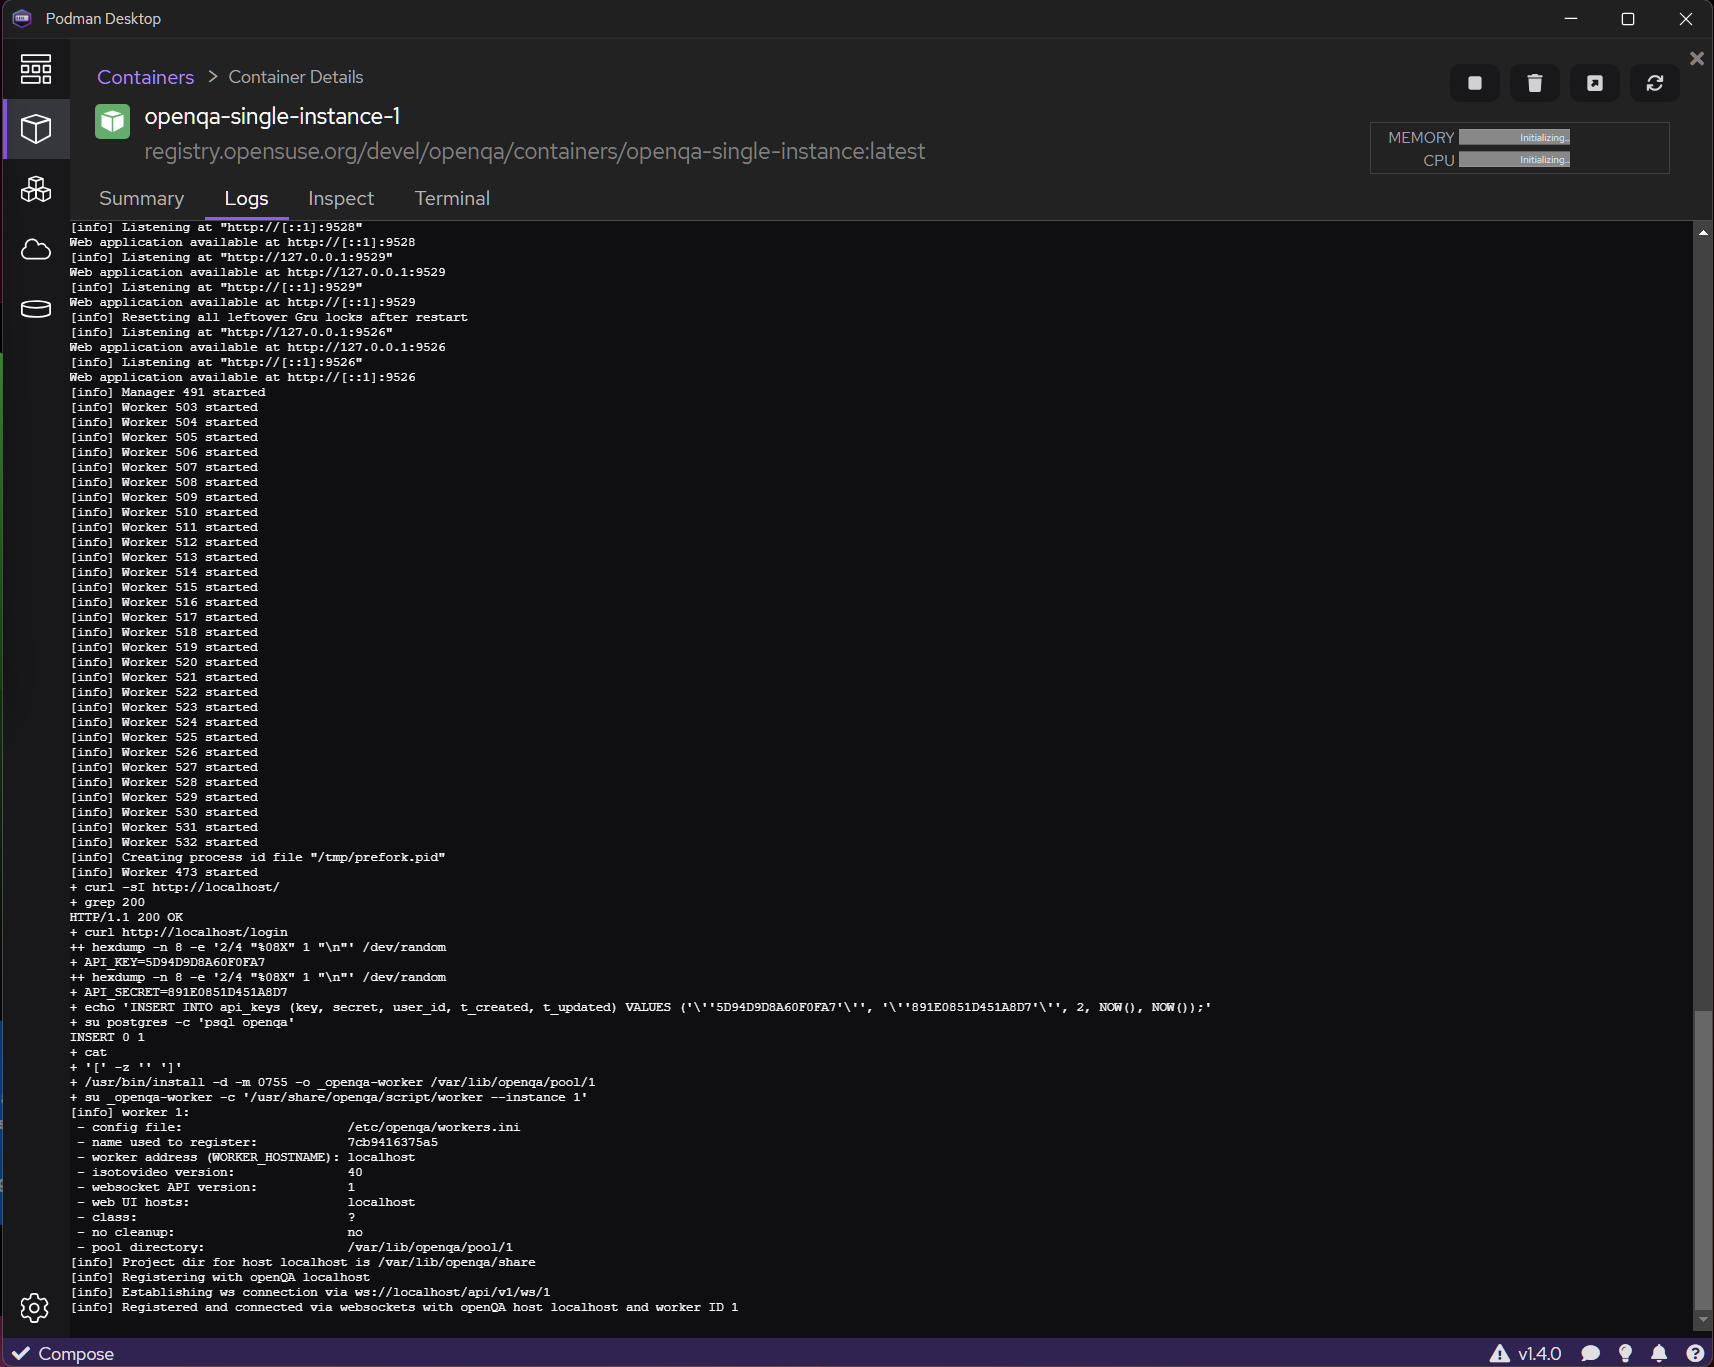 Podman Desktop
Containers > Container Details
openqa-single-instance-1
registry.opensuse.org/devel/openqa/containers/openqa-single-instance:latest
MEMORY Initializing...
CPU Initializing...
Summary Logs Inspect Terminal
[info] Listening at "http://[::1]:9528"
Web application available at http://[::1]:9528
[info] Listening at "http://127.0.0.1:9529"
Web application available at http://127.0.0.1:9529
[info] Listening at "http://[::1]:9529"
Web application available at http://[::1]:9529
[info] Resetting all leftover Gru locks after restart
[info] Listening at "http://127.0.0.1:9526"
Web application available at http://127.0.0.1:9526
[info] Listening at "http://[::1]:9526"
Web application available at http://[::1]:9526
[info] Manager 491 started
[info] Worker 503 started
[info] Worker 504 started
[info] Worker 505 started
[info] Worker 506 started
[info] Worker 507 started
[info] Worker 508 started
[info] Worker 509 started
[info] Worker 510 started
[info] Worker 511 started
[info] Worker 512 started
[info] Worker 513 started
[info] Worker 514 started
[info] Worker 515 started
[info] Worker 516 started
[info] Worker 517 started
[info] Worker 518 started
[info] Worker 519 started
[info] Worker 520 started
[info] Worker 521 started
[info] Worker 522 started
[info] Worker 523 started
[info] Worker 524 started
[info] Worker 525 started
[info] Worker 526 started
[info] Worker 527 started
[info] Worker 528 started
[info] Worker 529 started
[info] Worker 530 started
[info] Worker 531 started
[info] Worker 532 started
[info] Creating process id file "/tmp/prefork.pid"
[info] Worker 473 started
+ curl -sI http://localhost/
+ grep 200
HTTP/1.1 200 OK
+ curl http://localhost/login
++ hexdump -n 8 -e '2/4 "%08X" 1 "\n"' /dev/random
+ API_KEY=5D94D9D8A60F0FA7
++ hexdump -n 8 -e '2/4 "%08X" 1 "\n"' /dev/random
+ API_SECRET=891E0851D451A8D7
+ echo 'INSERT INTO api_keys (key, secret, user_id, t_created, t_updated) VALUES ('\''5D94D9D8A60F0FA7'\'', '\''891E0851D451A8D7'\'', 2, NOW(), NOW());'
+ su postgres -c 'psql openqa'
INSERT 0 1
+ cat
+ '[' -z '' ']'
+ /usr/bin/install -d -m 0755 -o _openqa-worker /var/lib/openqa/pool/1
+ su _openqa-worker -c '/usr/share/openqa/script/worker --instance 1'
[info] worker 1:
- config file: /etc/openqa/workers.ini
- name used to register: 7cb9416375a5
- worker address (WORKER_HOSTNAME): localhost
- isotovideo version: 40
- websocket API version: 1
- web UI hosts: localhost
- class: ?
- no cleanup: no
- pool directory: /var/lib/openqa/pool/1
[info] Project dir for host localhost is /var/lib/openqa/share
[info] Registering with openQA localhost
[info] Establishing ws connection via ws://localhost/api/v1/ws/1
[info] Registered and connected via websockets with openQA host localhost and worker ID 1
Compose v1.4.0